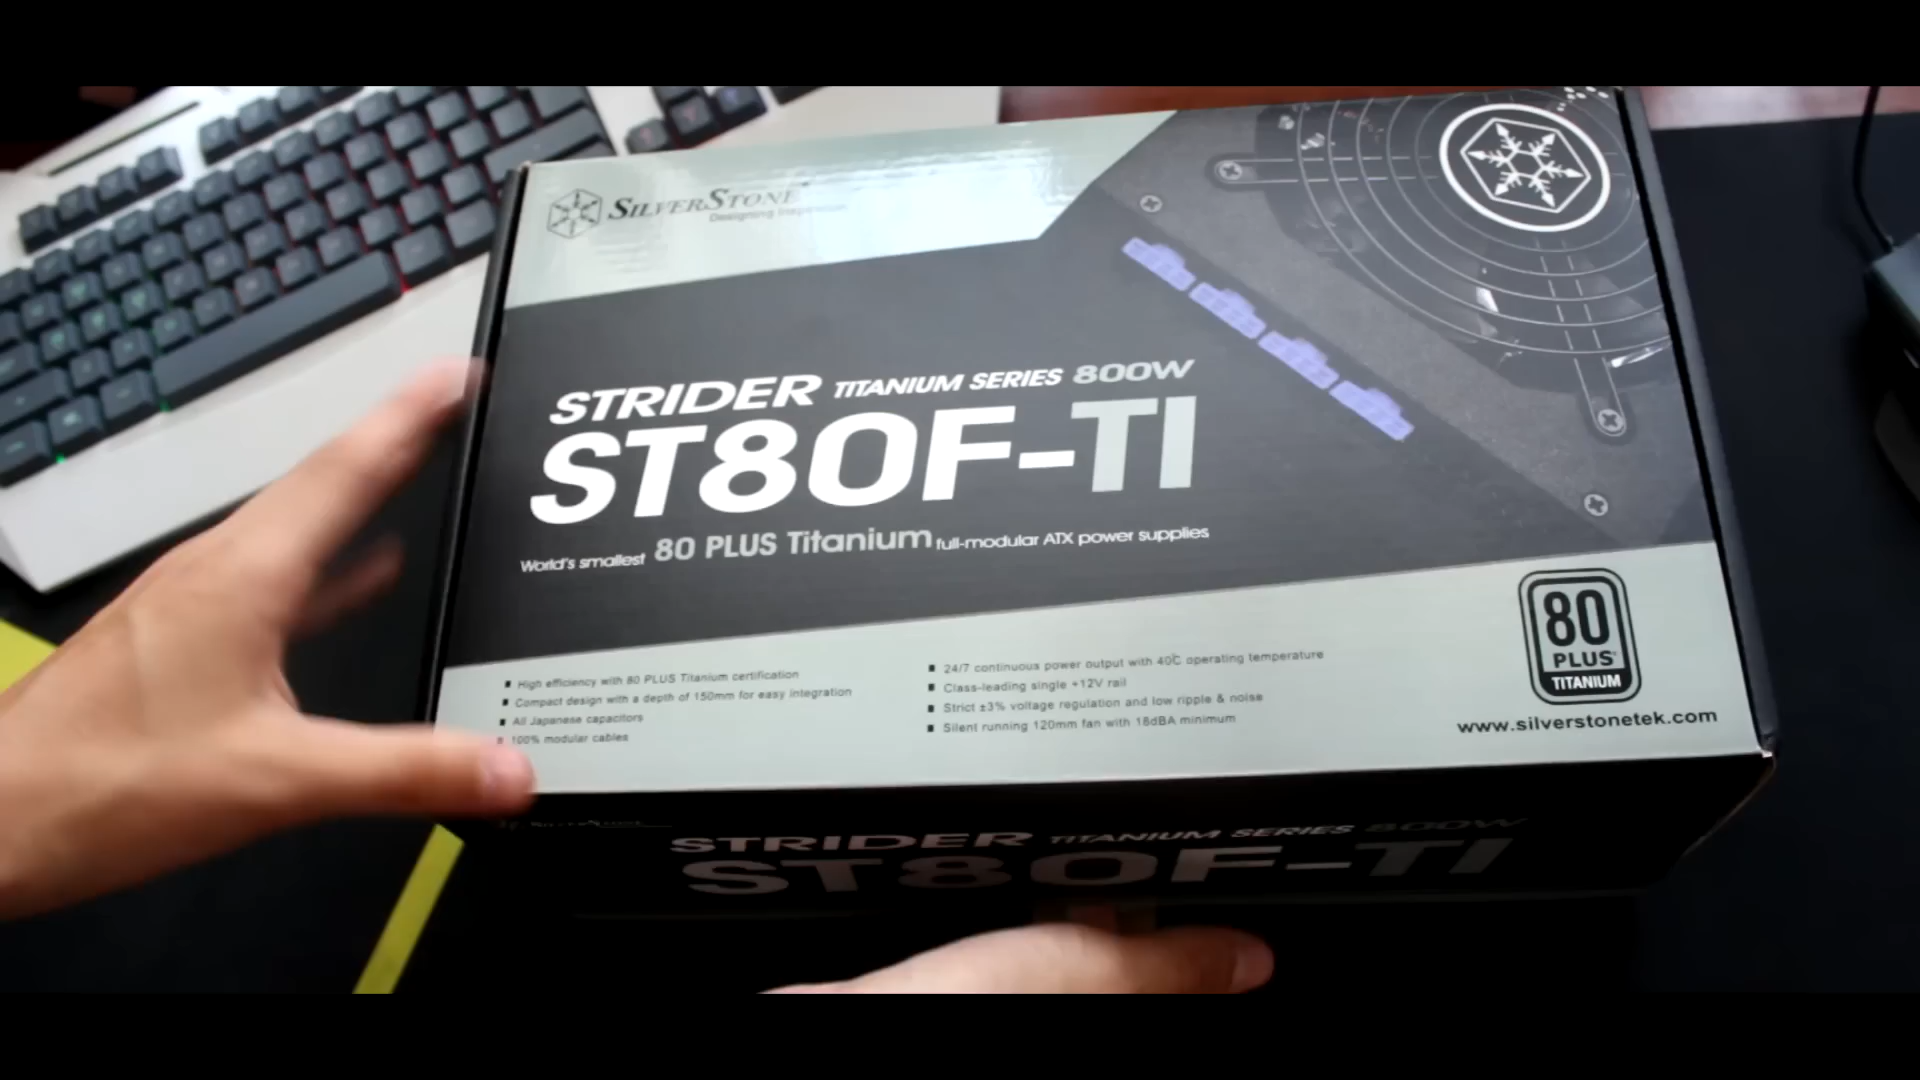 SILVERSTONE
Designing Inspiration
STRIDER TITANIUM SERIES 800W
ST80F-TI
World's smallest 80 PLUS Titanium full-modular ATX power supplies
High efficiency with 80 PLUS Titanium certification
Compact design with a depth of 150mm for easy integration
All Japanese capacitors
100% modular cables
24/7 continuous power output with 40℃ operating temperature
Class-leading single +12V rail
Strict ±3% voltage regulation and low ripple & noise
Silent running 120mm fan with 18dBA minimum
80
PLUS
TITANIUM
www.silverstonetek.com
STRIDER TITANIUM SERIES 800W
ST80F-TI